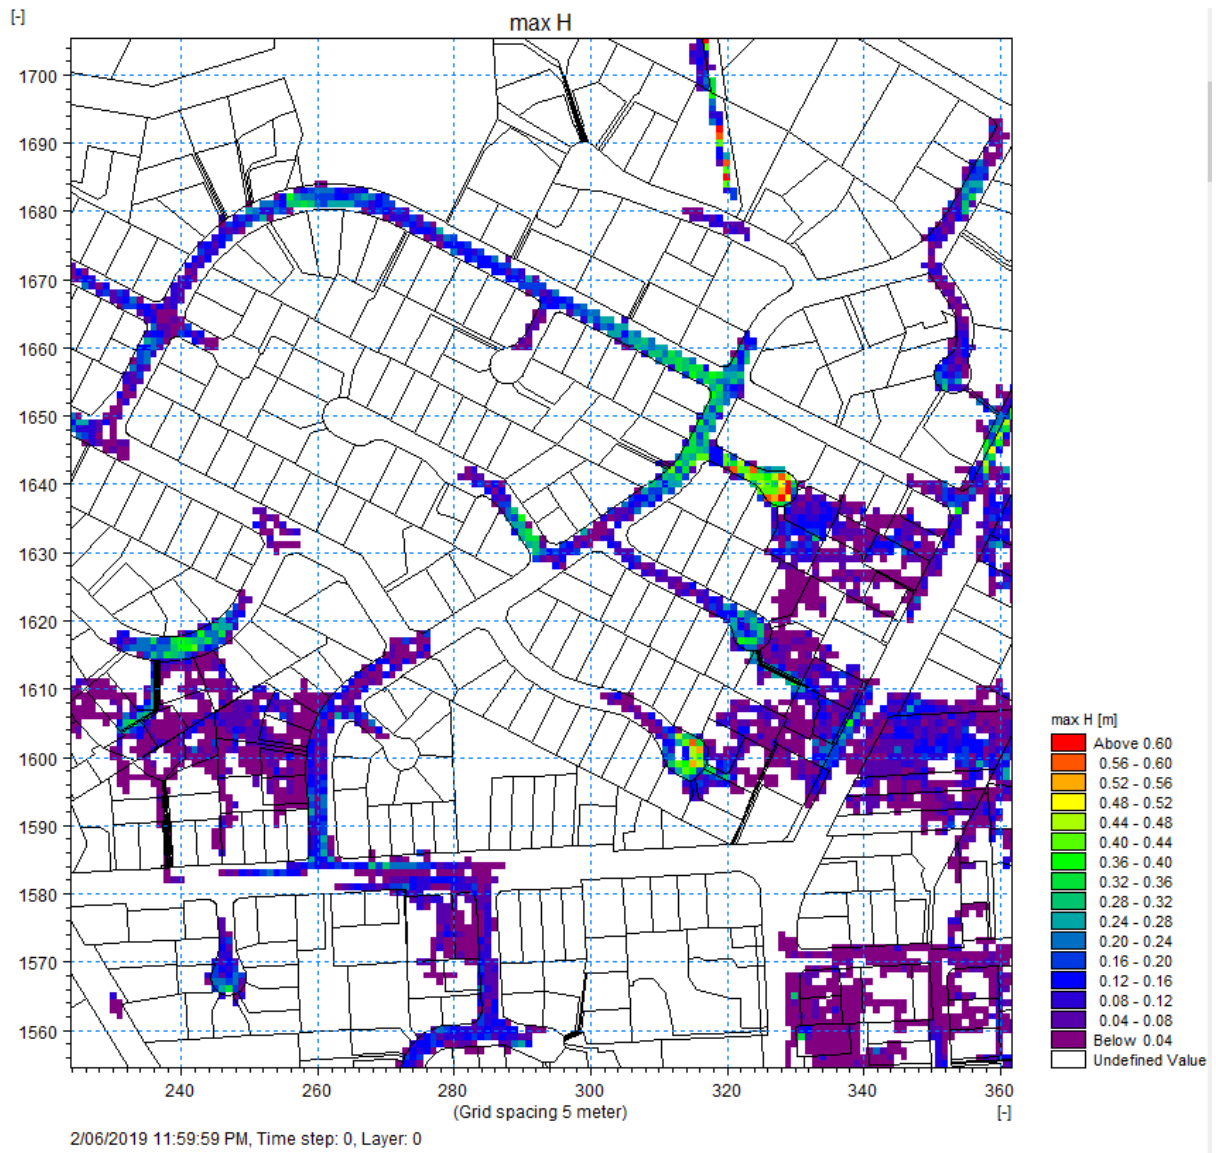 [-]
max H
1700
1690
1680
1670
1660
1650
1640
1630
1620
1610
1600
1590
1580
1570
1560
240 260 280 300 320 340 360
(Grid spacing 5 meter) [-]
2/06/2019 11:59:59 PM, Time step: 0, Layer: 0
max H [m]
Above 0.60
0.56 - 0.60
0.52 - 0.56
0.48 - 0.52
0.44 - 0.48
0.40 - 0.44
0.36 - 0.40
0.32 - 0.36
0.28 - 0.32
0.24 - 0.28
0.20 - 0.24
0.16 - 0.20
0.12 - 0.16
0.08 - 0.12
0.04 - 0.08
Below 0.04
Undefined Value